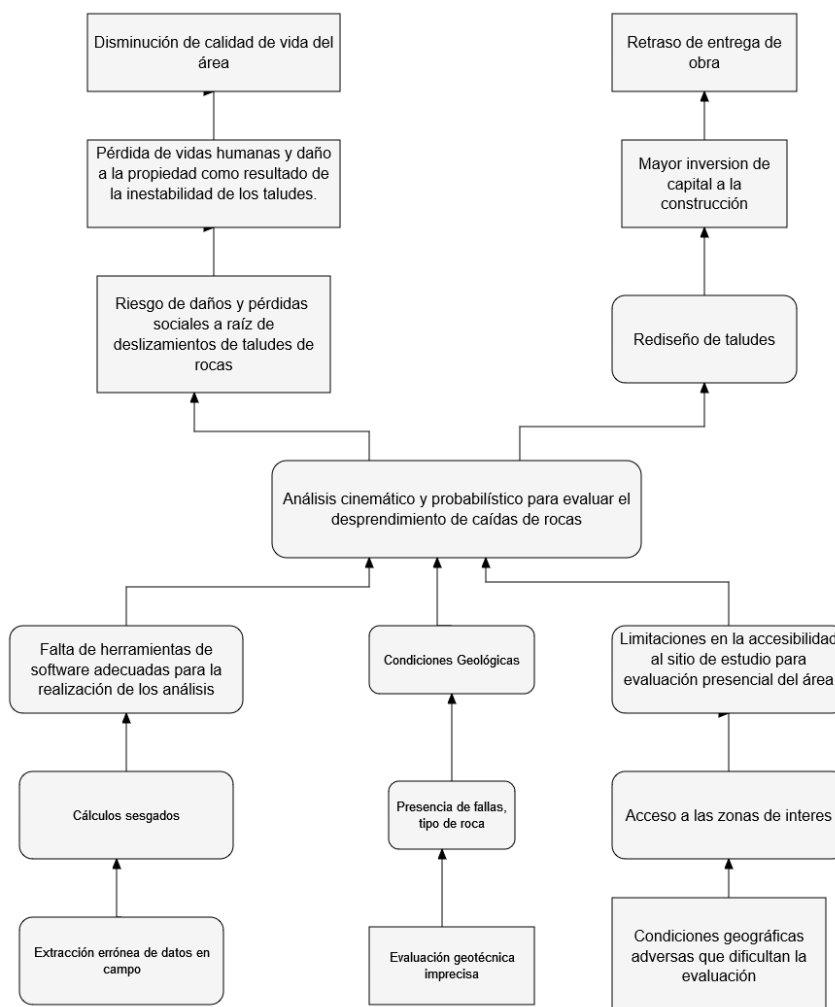 Disminución de calidad de vida del
área
Retraso de entrega de
obra
Pérdida de vidas humanas y daño
a la propiedad como resultado de
la inestabilidad de los taludes.
Mayor inversion de
capital a la
construcción
Riesgo de daños y pérdidas
sociales a raíz de
deslizamientos de taludes de
rocas
Rediseño de taludes
Análisis cinemático y probabilístico para evaluar el
desprendimiento de caídas de rocas
Falta de herramientas de
software adecuadas para la
realización de los análisis
Condiciones Geológicas
Limitaciones en la accesibilidad
al sitio de estudio para
evaluación presencial del área
Cálculos sesgados
Presencia de fallas,
tipo de roca
Acceso a las zonas de interes
Extracción errónea de datos en
campo
Evaluación geotécnica
imprecisa
Condiciones geográficas
adversas que dificultan la
evaluación